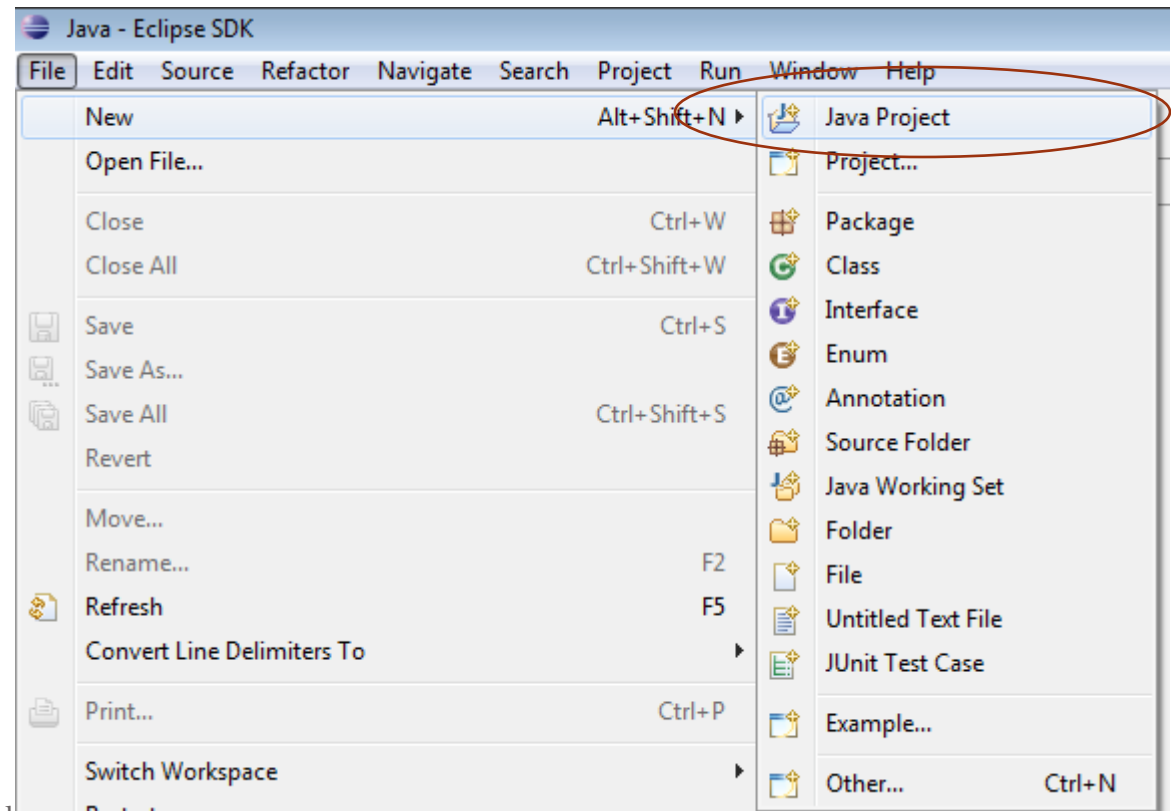 Java - Eclipse SDK
File Edit Source Refactor Navigate Search Project Run Window Help
New Alt+Shift+N
Open File...
Close Ctrl+W
Close All Ctrl+Shift+W
Save Ctrl+S
Save As...
Save All Ctrl+Shift+S
Revert
Move...
Rename... F2
Refresh F5
Convert Line Delimiters To
Print... Ctrl+P
Switch Workspace
Java Project
Project...
Package
Class
Interface
Enum
Annotation
Source Folder
Java Working Set
Folder
File
Untitled Text File
JUnit Test Case
Example...
Other... Ctrl+N